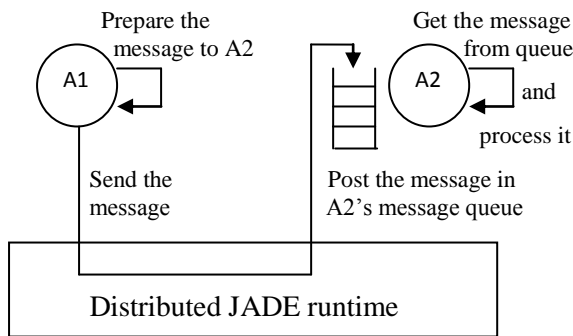 Prepare the
message to A2
A1
Get the message
from queue
A2
and
process it
Send the
message
Post the message in
A2’s message queue
Distributed JADE runtime